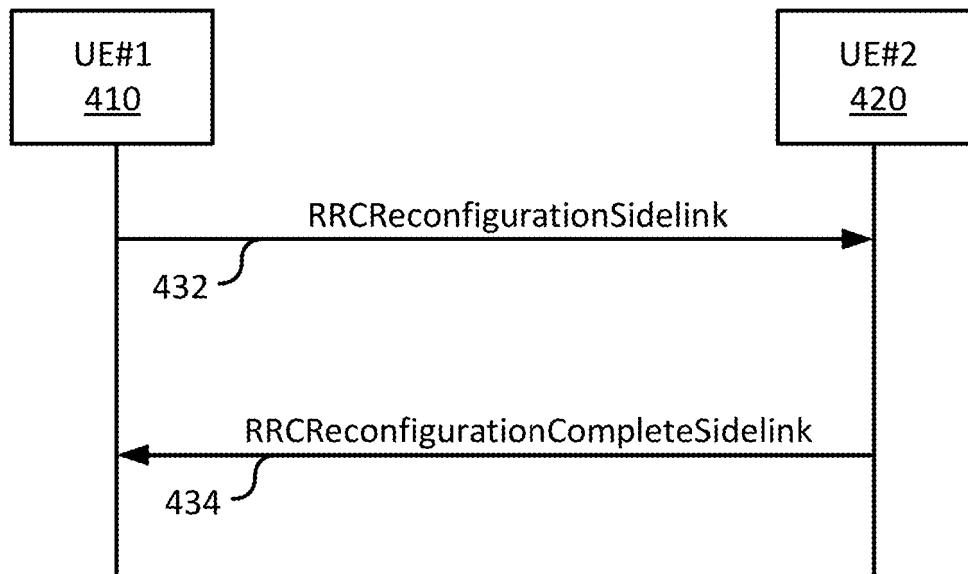 UE#1
410
UE#2
420
RRCReconfigurationSidelink
432
RRCReconfigurationCompleteSidelink
434